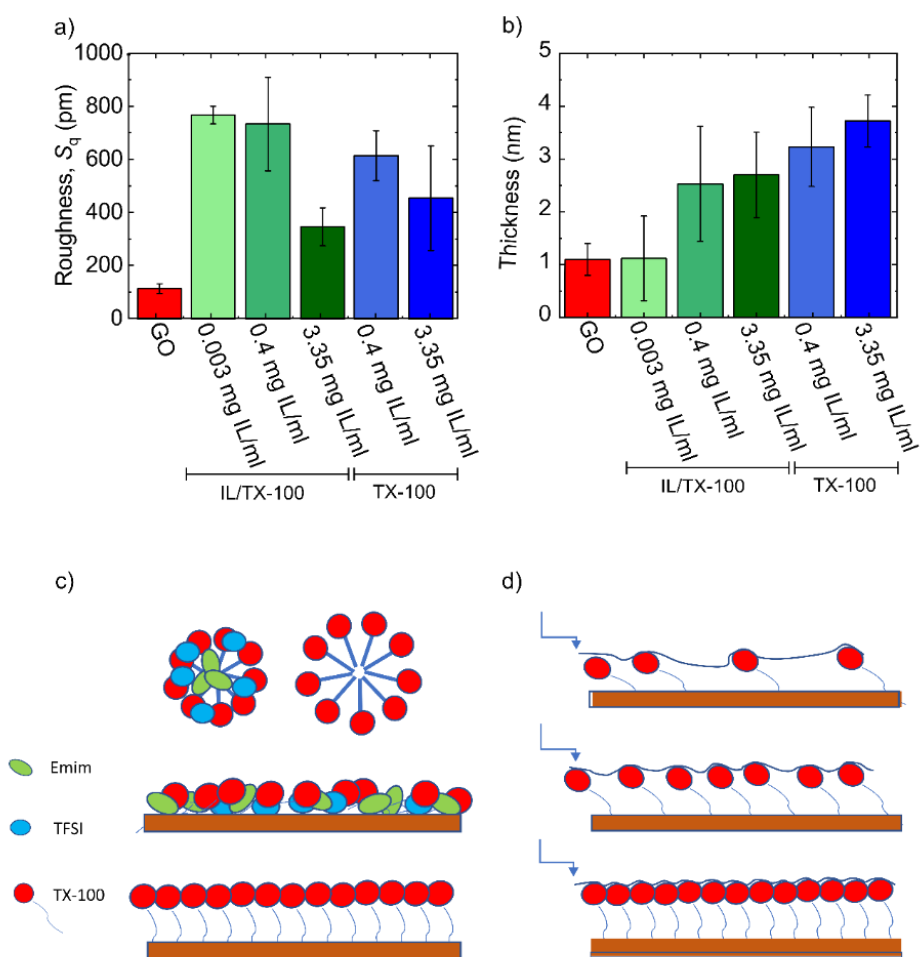 a)
Roughness, Sq (pm)
1000
800
600
400
200
0
GO
0.003 mg IL/ml
0.4 mg IL/ml
3.35 mg IL/ml
0.4 mg IL/ml
3.35 mg IL/ml
IL/TX-100
TX-100
b)
Thickness (nm)
5
4
3
2
1
0
GO
0.003 mg IL/ml
0.4 mg IL/ml
3.35 mg IL/ml
0.4 mg IL/ml
3.35 mg IL/ml
IL/TX-100
TX-100
c)
Emim
TFSI
TX-100
d)